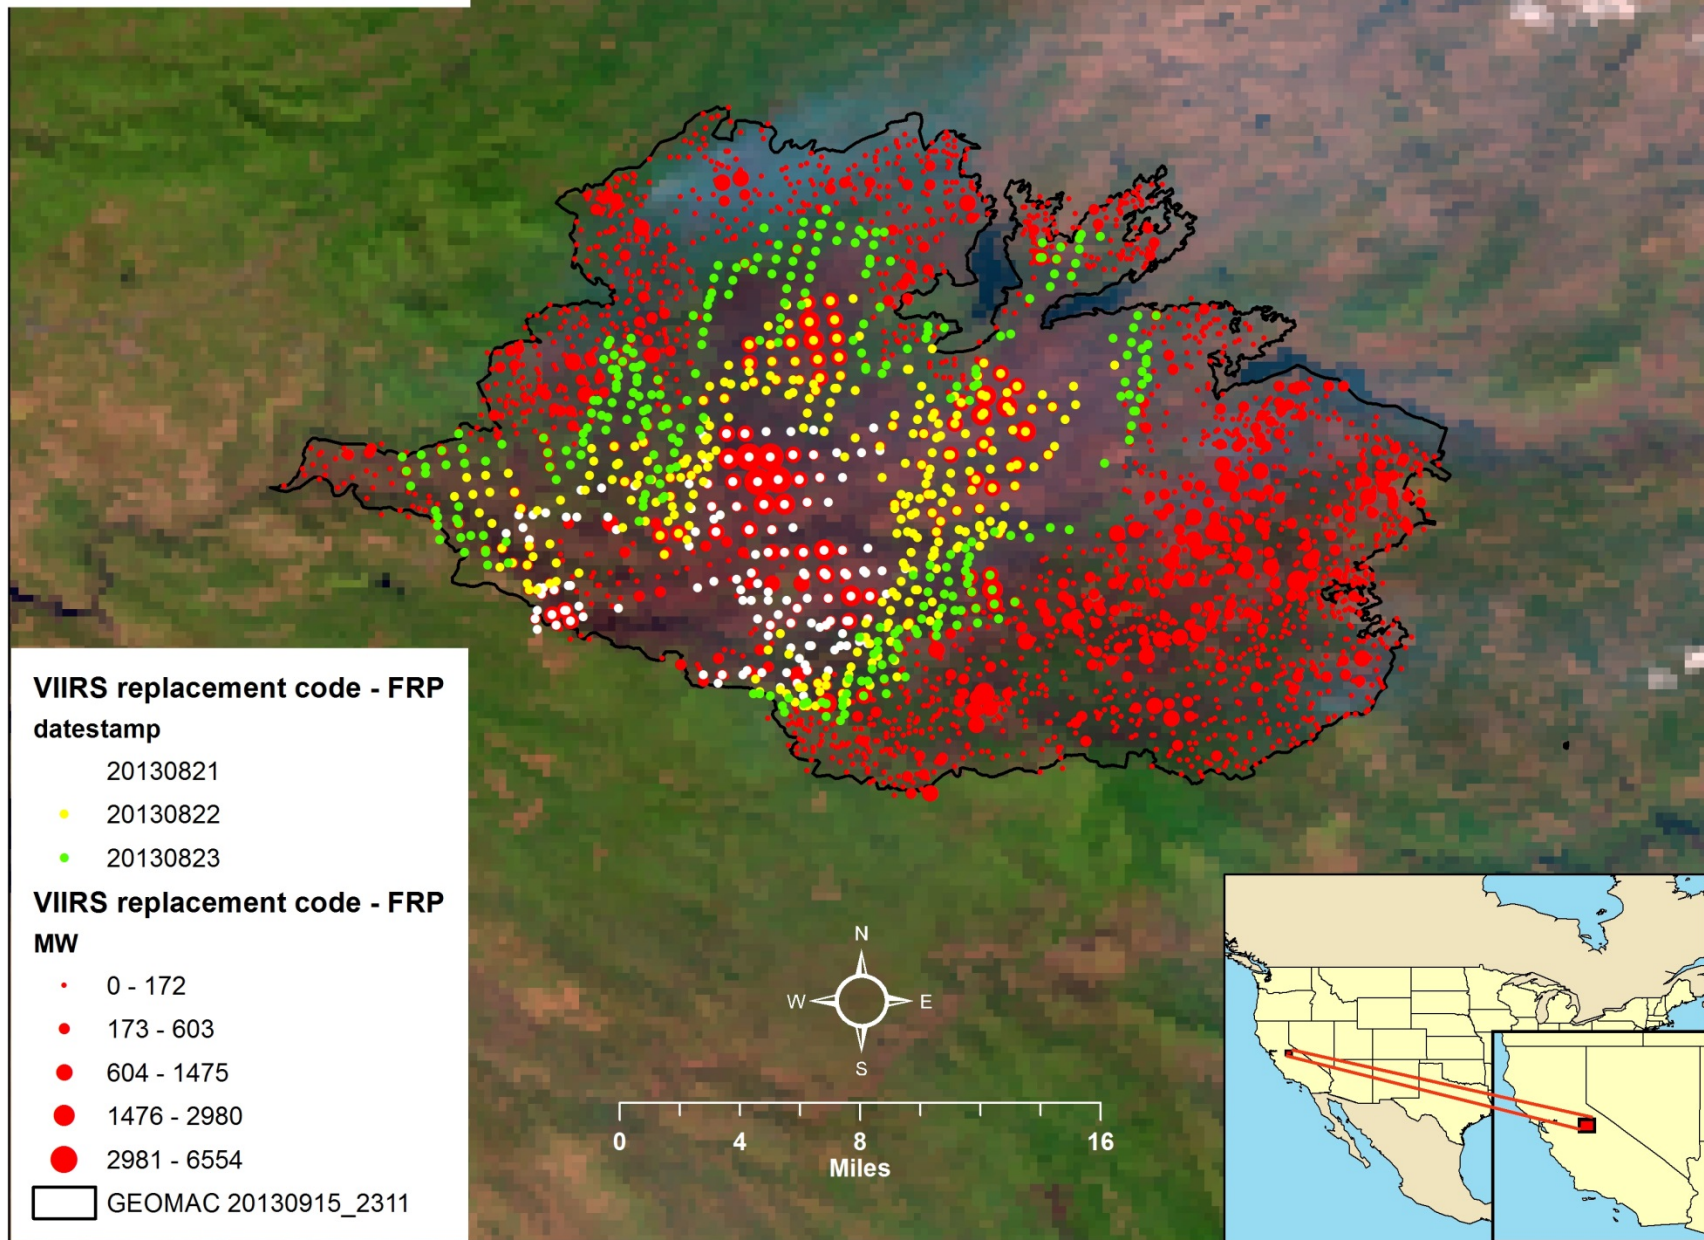 VIIRS replacement code - FRP
datestamp
20130821
20130822
20130823
VIIRS replacement code - FRP
MW
0 - 172
173 - 603
604 - 1475
1476 - 2980
2981 - 6554
GEOMAC 20130915_2311
N
W E
S
0 4 8 16
Miles